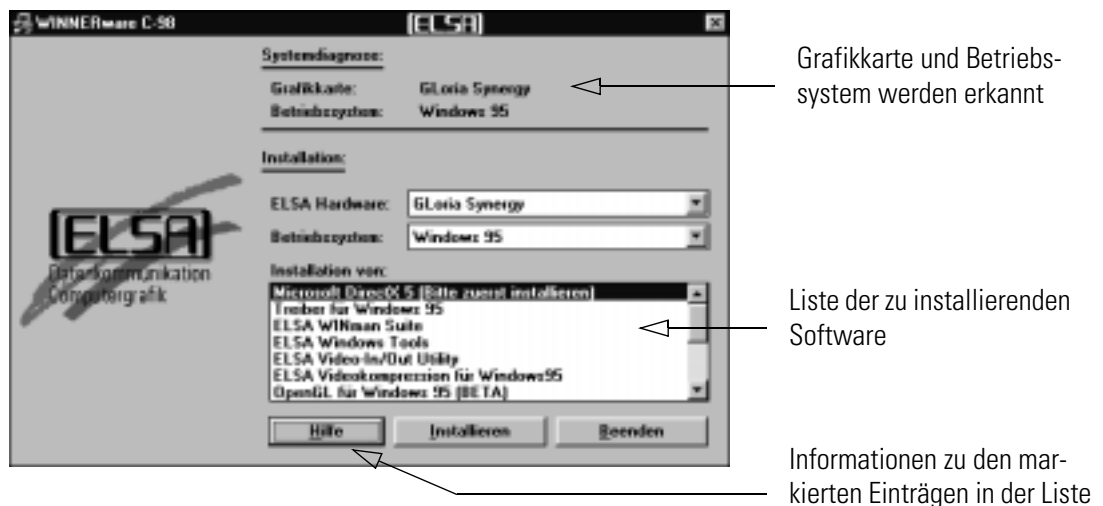 WINNERware C-98
[ELSA]
Systemdiagnose:
Grafikkarte: GLoria Synergy
Betriebssystem: Windows 95
Grafikkarte und Betriebs-
system werden erkannt
Installation:
ELSA Hardware: GLoria Synergy
Betriebssystem: Windows 95
[ELSA]
Datenkommunikation
Computergrafik
Installation von:
Microsoft DirectX 5 (Bitte zuerst installieren)
Treiber für Windows 95
ELSA WINman Suite
ELSA Windows Tools
ELSA Video-In/Out Utility
ELSA Videokompression für Windows95
OpenGL für Windows 95 (BETA)
Liste der zu installierenden
Software
Hilfe Installieren Beenden
Informationen zu den mar-
kierten Einträgen in der Liste